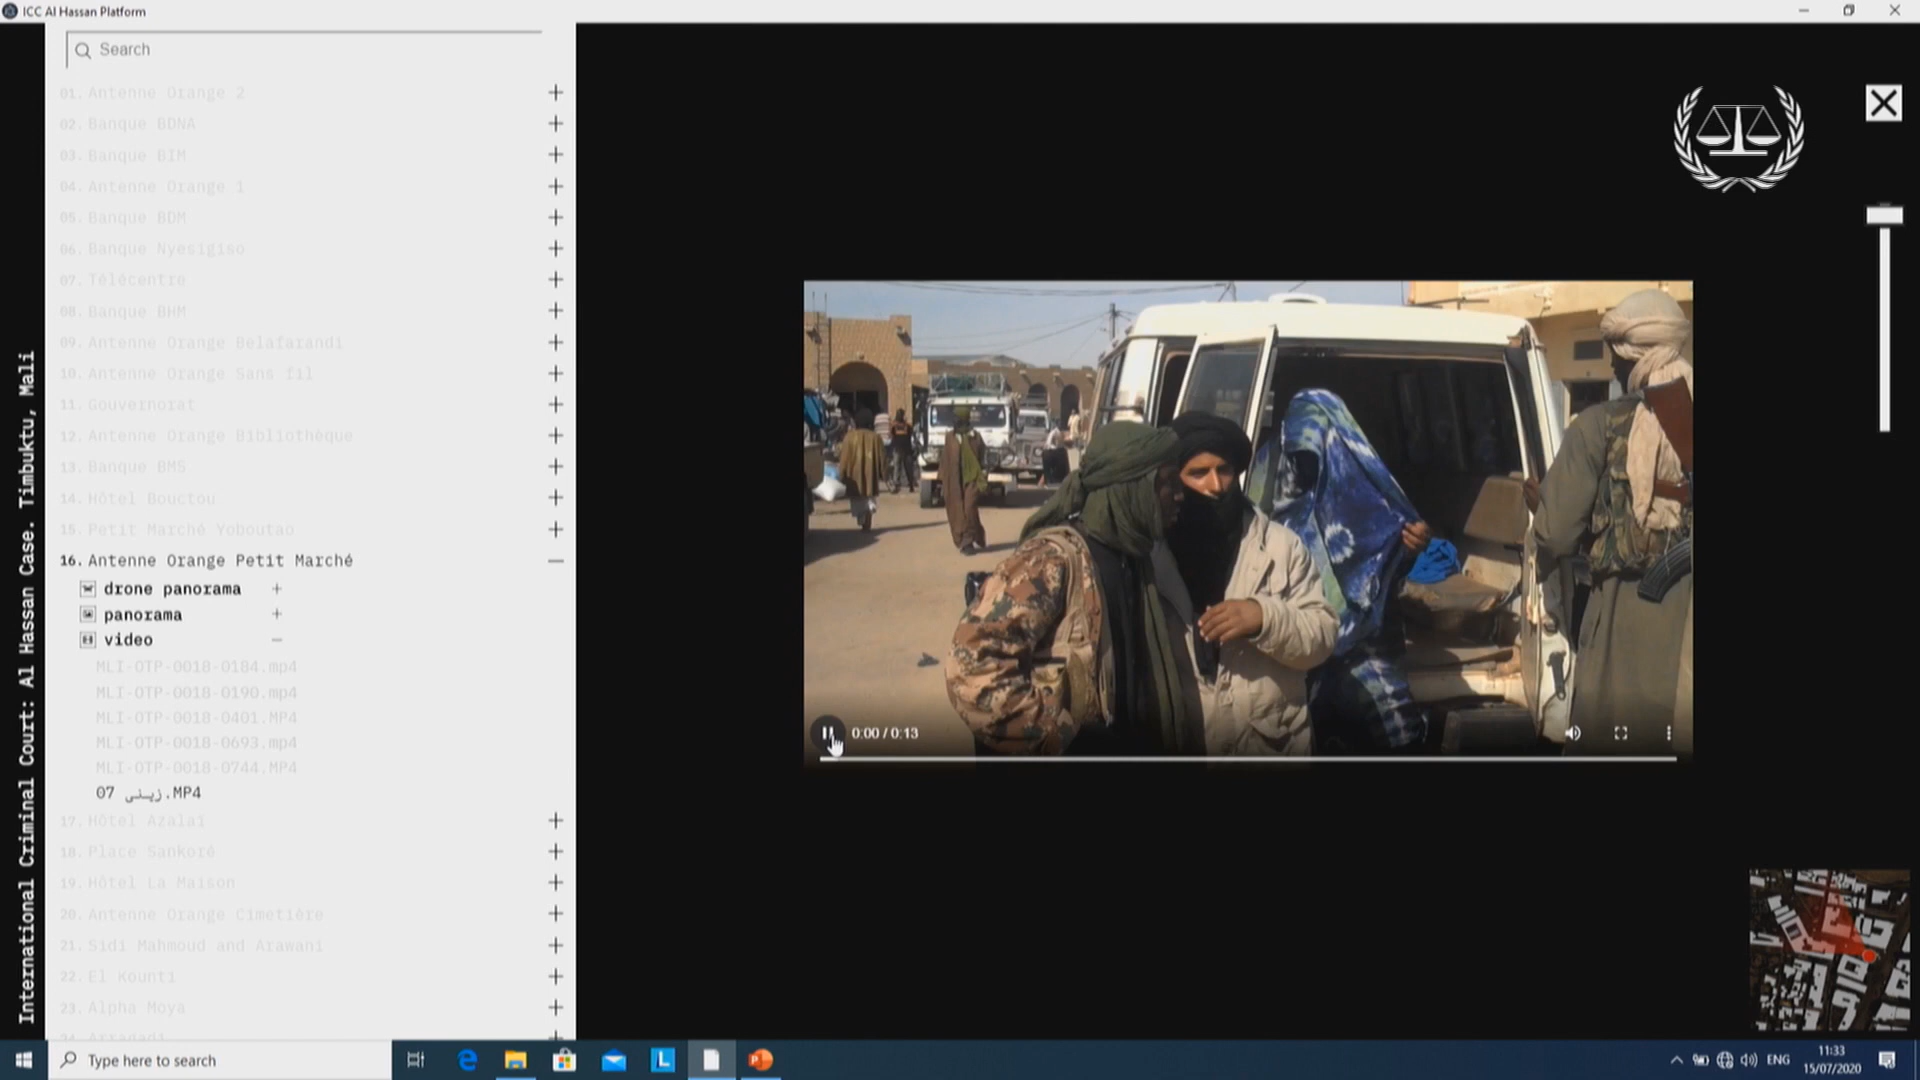 ICC Al Hassan Platform
Search
International Criminal Court: Al Hassan Case. Timbuktu, Mali
01. Antenne Orange 2
02. Banque BDNA
03. Banque BIM
04. Antenne Orange 1
05. Banque BDM
06. Banque Nyesigiso
07. Télécentre
08. Banque BHM
09. Antenne Orange Belafarandi
10. Antenne Orange Sans fil
11. Gouvernorat
12. Antenne Orange Bibliothèque
13. Banque BMS
14. Hôtel Bouctou
15. Petit Marché Yoboutao
16. Antenne Orange Petit Marché
drone panorama
panorama
video
MLI-OTP-0018-0184.mp4
MLI-OTP-0018-0190.mp4
MLI-OTP-0018-0401.MP4
MLI-OTP-0018-0693.mp4
MLI-OTP-0018-0744.MP4
07 زينى.MP4
17. Hôtel Azalaï
18. Place Sankoré
19. Hôtel La Maison
20. Antenne Orange Cimetière
21. Sidi Mahmoud and Arawani
22. El Kounti
23. Alpha Moya
0:00 / 0:13
Type here to search
ENG
11:33
15/07/2020